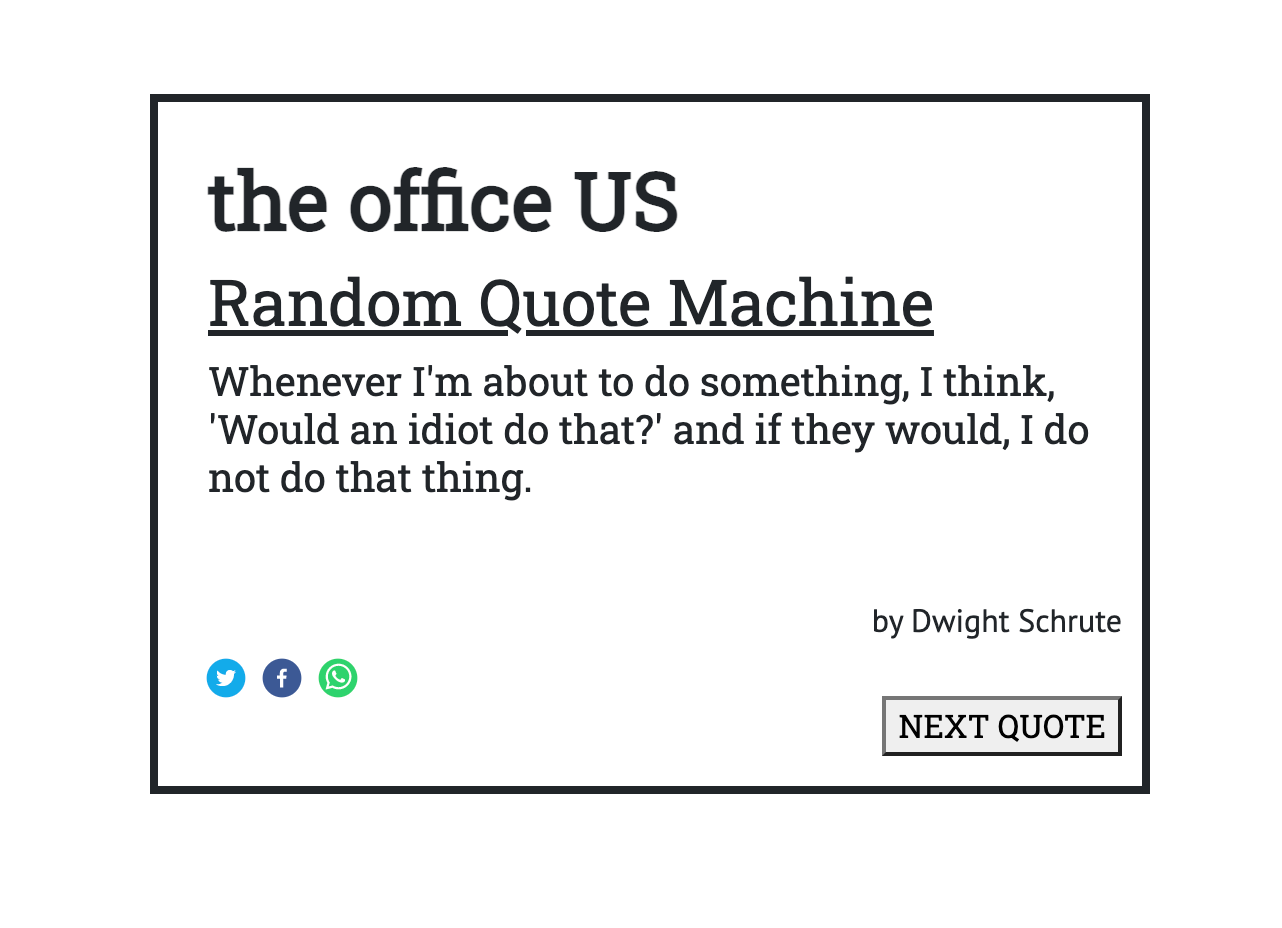 the office US
Random Quote Machine
Whenever I'm about to do something, I think,
'Would an idiot do that?' and if they would, I do
not do that thing.
by Dwight Schrute
NEXT QUOTE